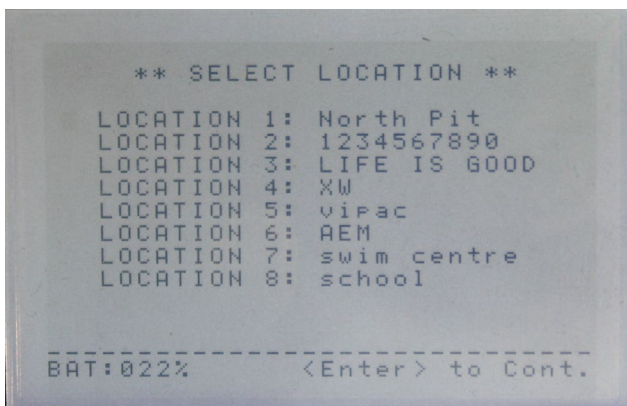 ** SELECT LOCATION **
LOCATION 1: North Pit
LOCATION 2: 1234567890
LOCATION 3: LIFE IS GOOD
LOCATION 4: XW
LOCATION 5: vipac
LOCATION 6: AEM
LOCATION 7: swim centre
LOCATION 8: school
BAT:022% <Enter> to Cont.